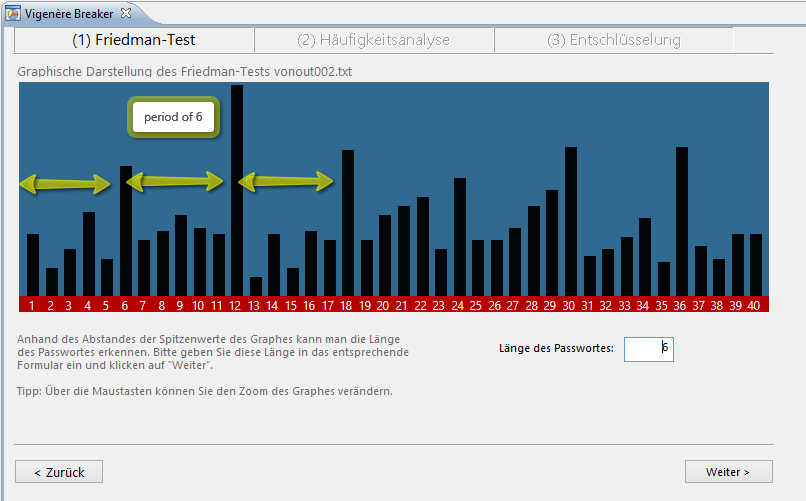 Vigenère Breaker
(1) Friedman-Test (2) Häufigkeitsanalyse (3) Entschlüsselung
Graphische Darstellung des Friedman-Tests vonout002.txt
period of 6
1 2 3 4 5 6 7 8 9 10 11 12 13 14 15 16 17 18 19 20 21 22 23 24 25 26 27 28 29 30 31 32 33 34 35 36 37 38 39 40
Anhand des Abstandes der Spitzenwerte des Graphes kann man die Länge
des Passwortes erkennen. Bitte geben Sie diese Länge in das entsprechende
Formular ein und klicken auf "Weiter".
Länge des Passwortes: 6
Tipp: Über die Maustasten können Sie den Zoom des Graphes verändern.
< Zurück Weiter >